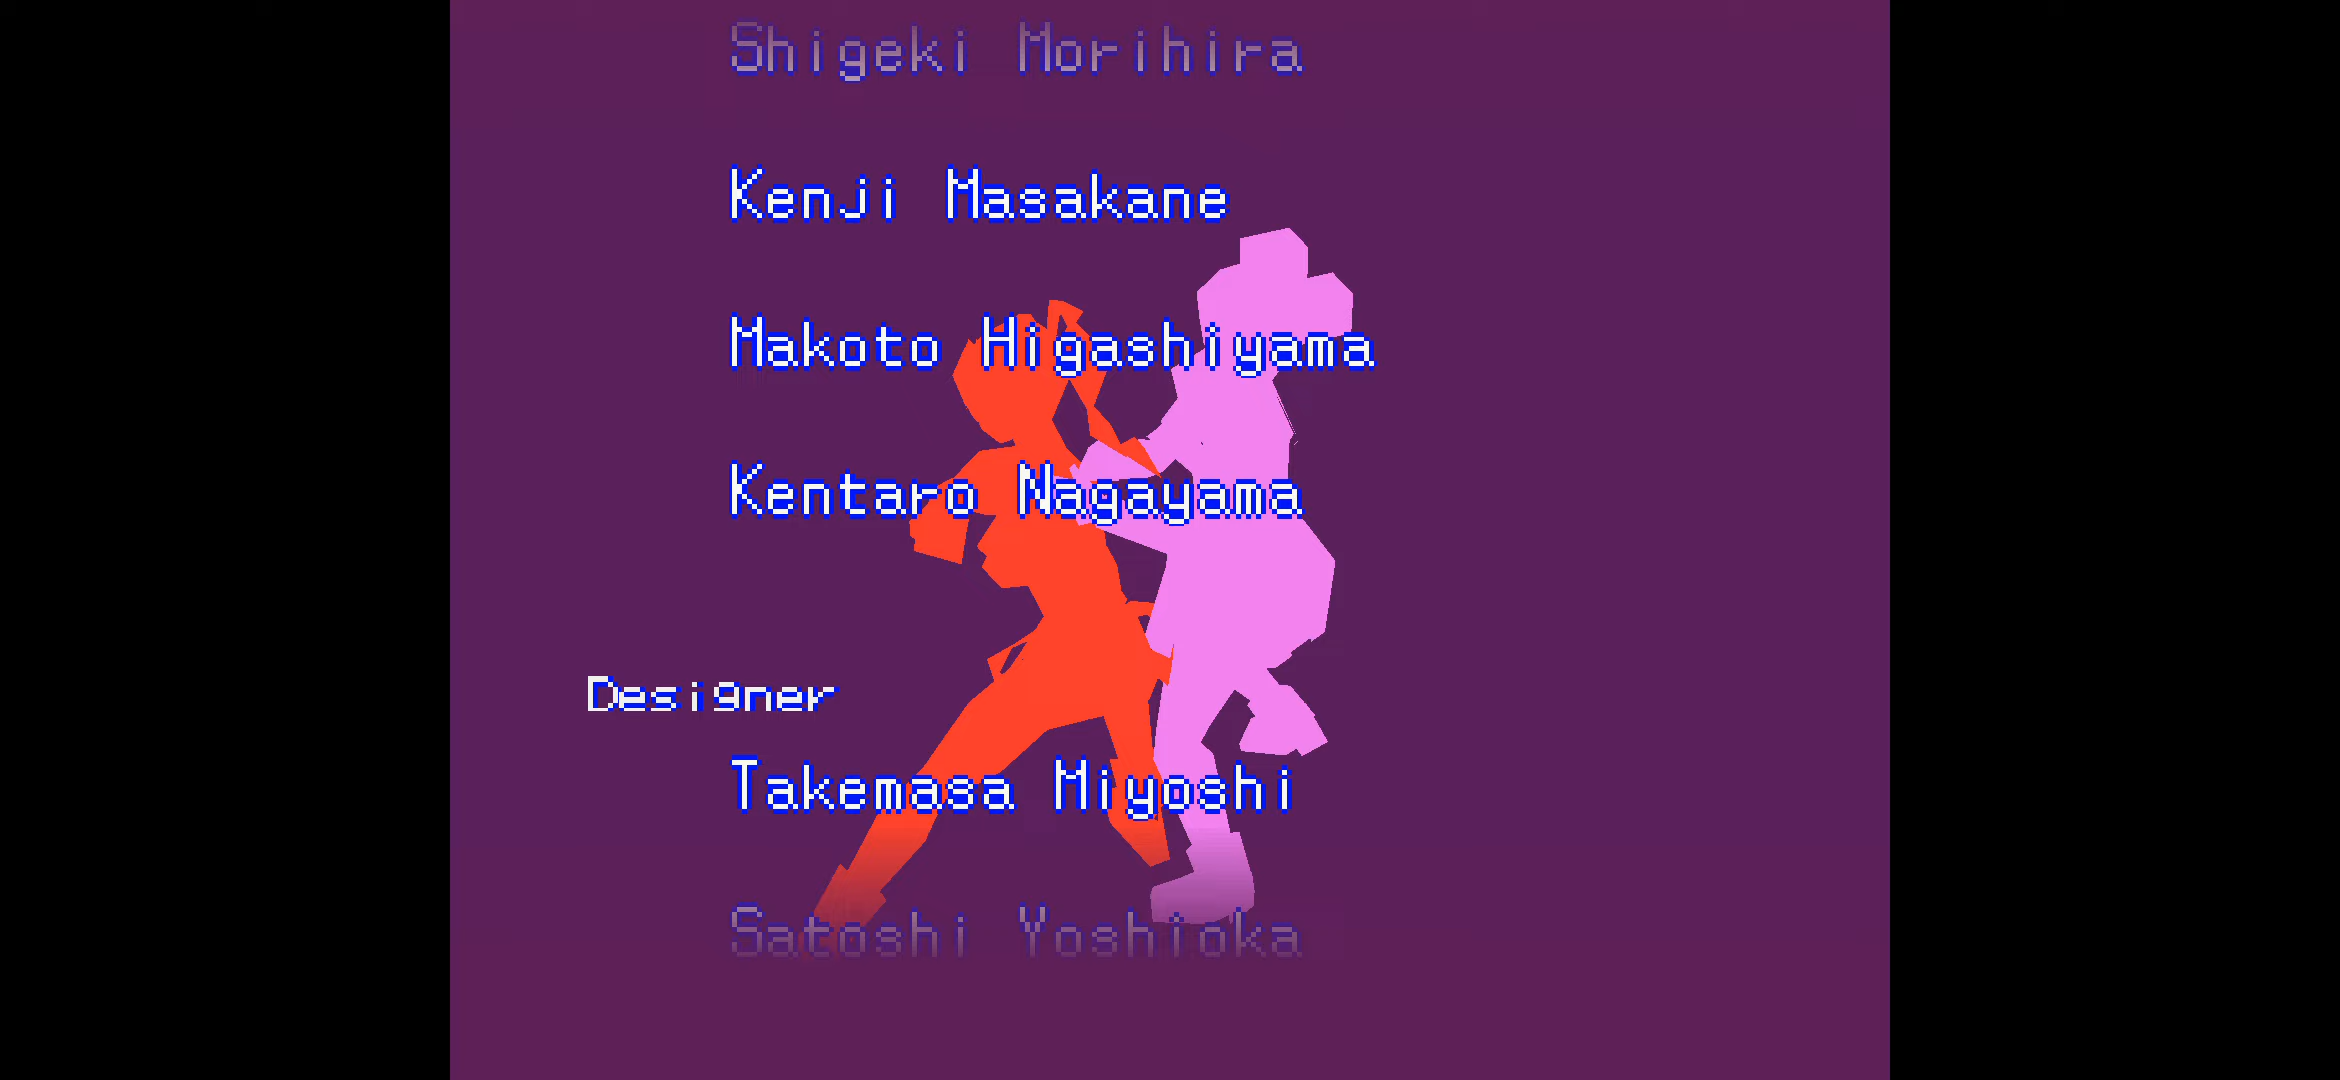 Shigeki Morihira
Kenji Masakane
Makoto Higashiyama
Kentaro Nagayama
Designer
Takemasa Miyoshi
Satoshi Yoshioka